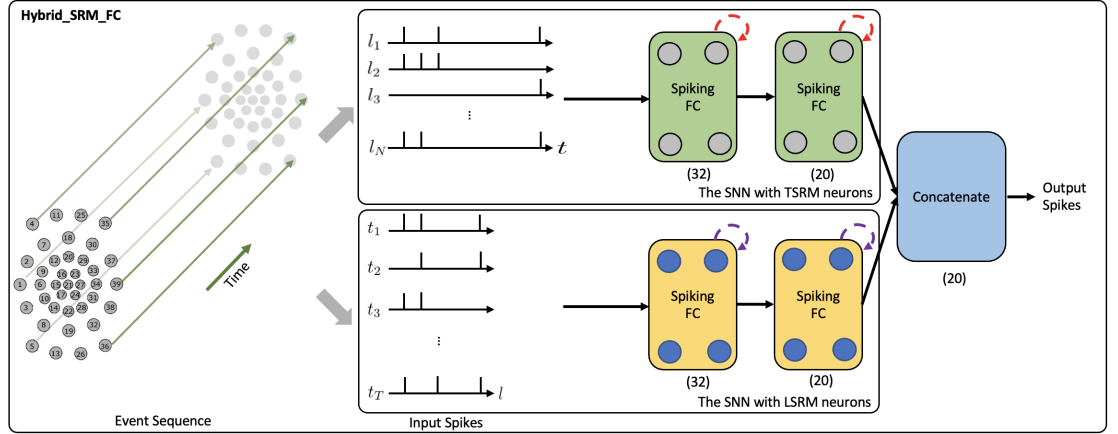 Hybrid_SRM_FC
4
11
25
35
7
18
30
2
12
20
29
37
9
16
23
33
1
6
15
21
27
34
39
10
17
24
31
3
14
22
28
38
8
19
32
5
13
26
36
Time
Event Sequence
l1
l2
l3
...
lN
t
Spiking
FC
(32)
Spiking
FC
(20)
The SNN with TSRM neurons
t1
t2
t3
...
tT
l
Input Spikes
Spiking
FC
(32)
Spiking
FC
(20)
The SNN with LSRM neurons
Concatenate
(20)
Output
Spikes